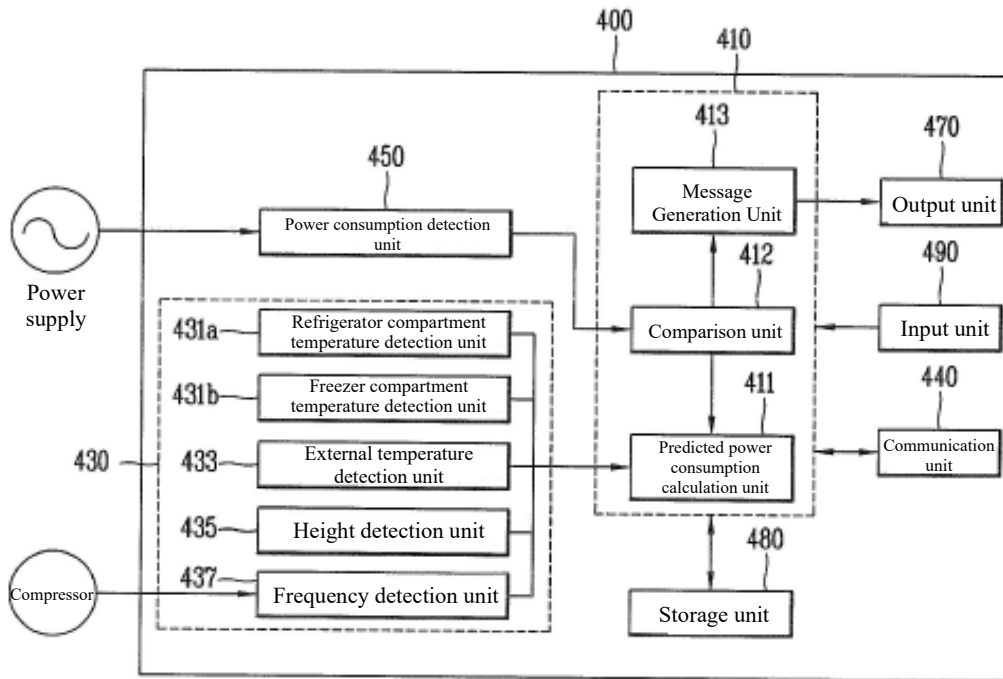 400
410
413
470
450
Message
Generation Unit
Output unit
Power consumption detection
unit
412
490
Power
supply
431a
Refrigerator compartment
temperature detection unit
Comparison unit
Input unit
431b
Freezer compartment
temperature detection unit
411
440
430
433
External temperature
detection unit
Predicted power
consumption
calculation unit
Communication
unit
435
Height detection unit
480
Compressor
437
Frequency detection unit
Storage unit